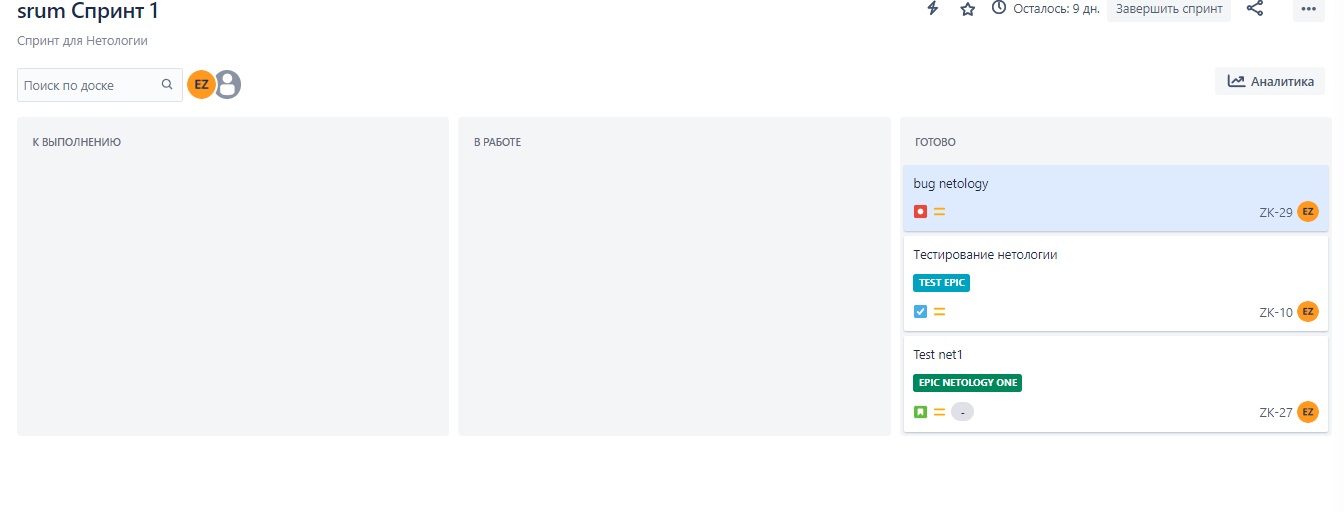 srum Спринт 1
Осталось: 9 дн.
Завершить спринт
Спринт для Нетологии
Поиск по доске
EZ
Аналитика
К ВЫПОЛНЕНИЮ
В РАБОТЕ
ГОТОВО
bug netology
ZK-29
EZ
Тестирование нетологии
TEST EPIC
ZK-10
EZ
Test net1
EPIC NETOLOGY ONE
-
ZK-27
EZ